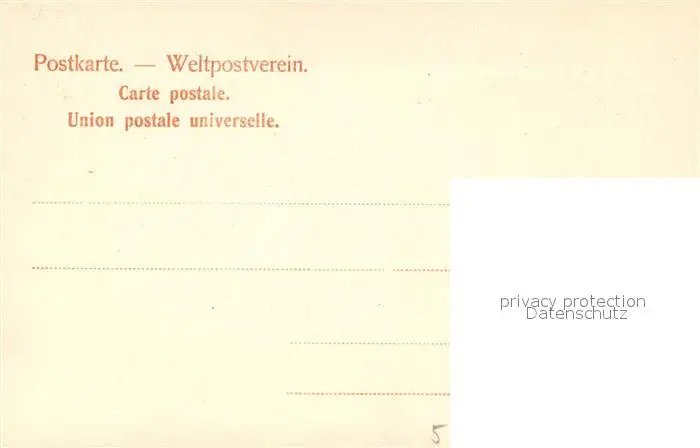 Postkarte. — Weltpostverein.
Carte postale.
Union postale universelle.
privacy protection
Datenschutz
5